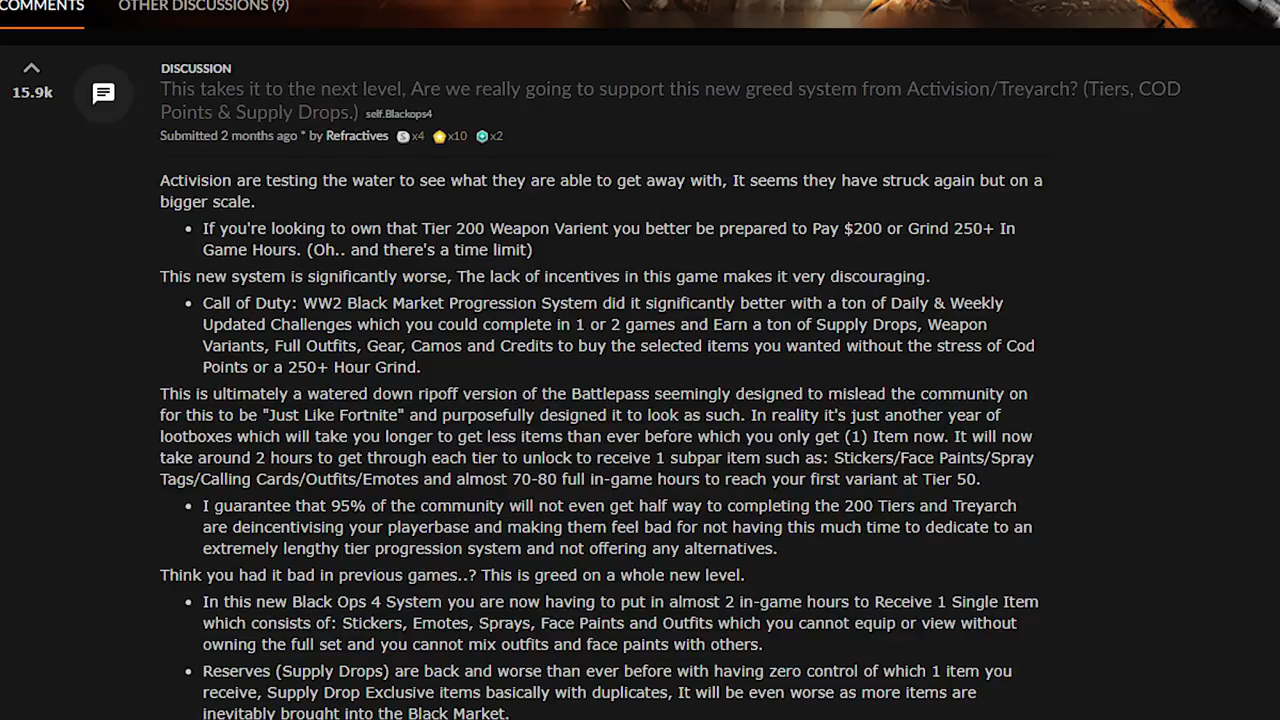 COMMENTS
OTHER DISCUSSIONS (9)
15.9k
DISCUSSION
This takes it to the next level, Are we really going to support this new greed system from Activision/Treyarch? (Tiers, COD
Points & Supply Drops.) self.Blackops4
Submitted 2 months ago * by Refractives S x4 x10 x2
Activision are testing the water to see what they are able to get away with, It seems they have struck again but on a
bigger scale.
• If you're looking to own that Tier 200 Weapon Varient you better be prepared to Pay $200 or Grind 250+ In
Game Hours. (Oh.. and there's a time limit)
This new system is significantly worse, The lack of incentives in this game makes it very discouraging.
• Call of Duty: WW2 Black Market Progression System did it significantly better with a ton of Daily & Weekly
Updated Challenges which you could complete in 1 or 2 games and Earn a ton of Supply Drops, Weapon
Variants, Full Outfits, Gear, Camos and Credits to buy the selected items you wanted without the stress of Cod
Points or a 250+ Hour Grind.
This is ultimately a watered down ripoff version of the Battlepass seemingly designed to mislead the community on
for this to be "Just Like Fortnite" and purposefully designed it to look as such. In reality it's just another year of
lootboxes which will take you longer to get less items than ever before which you only get (1) Item now. It will now
take around 2 hours to get through each tier to unlock to receive 1 subpar item such as: Stickers/Face Paints/Spray
Tags/Calling Cards/Outfits/Emotes and almost 70-80 full in-game hours to reach your first variant at Tier 50.
• I guarantee that 95% of the community will not even get half way to completing the 200 Tiers and Treyarch
are deincentivising your playerbase and making them feel bad for not having this much time to dedicate to an
extremely lengthy tier progression system and not offering any alternatives.
Think you had it bad in previous games..? This is greed on a whole new level.
• In this new Black Ops 4 System you are now having to put in almost 2 in-game hours to Receive 1 Single Item
which consists of: Stickers, Emotes, Sprays, Face Paints and Outfits which you cannot equip or view without
owning the full set and you cannot mix outfits and face paints with others.
• Reserves (Supply Drops) are back and worse than ever before with having zero control of which 1 item you
receive, Supply Drop Exclusive items basically with duplicates, It will be even worse as more items are
inevitably brought into the Black Market.